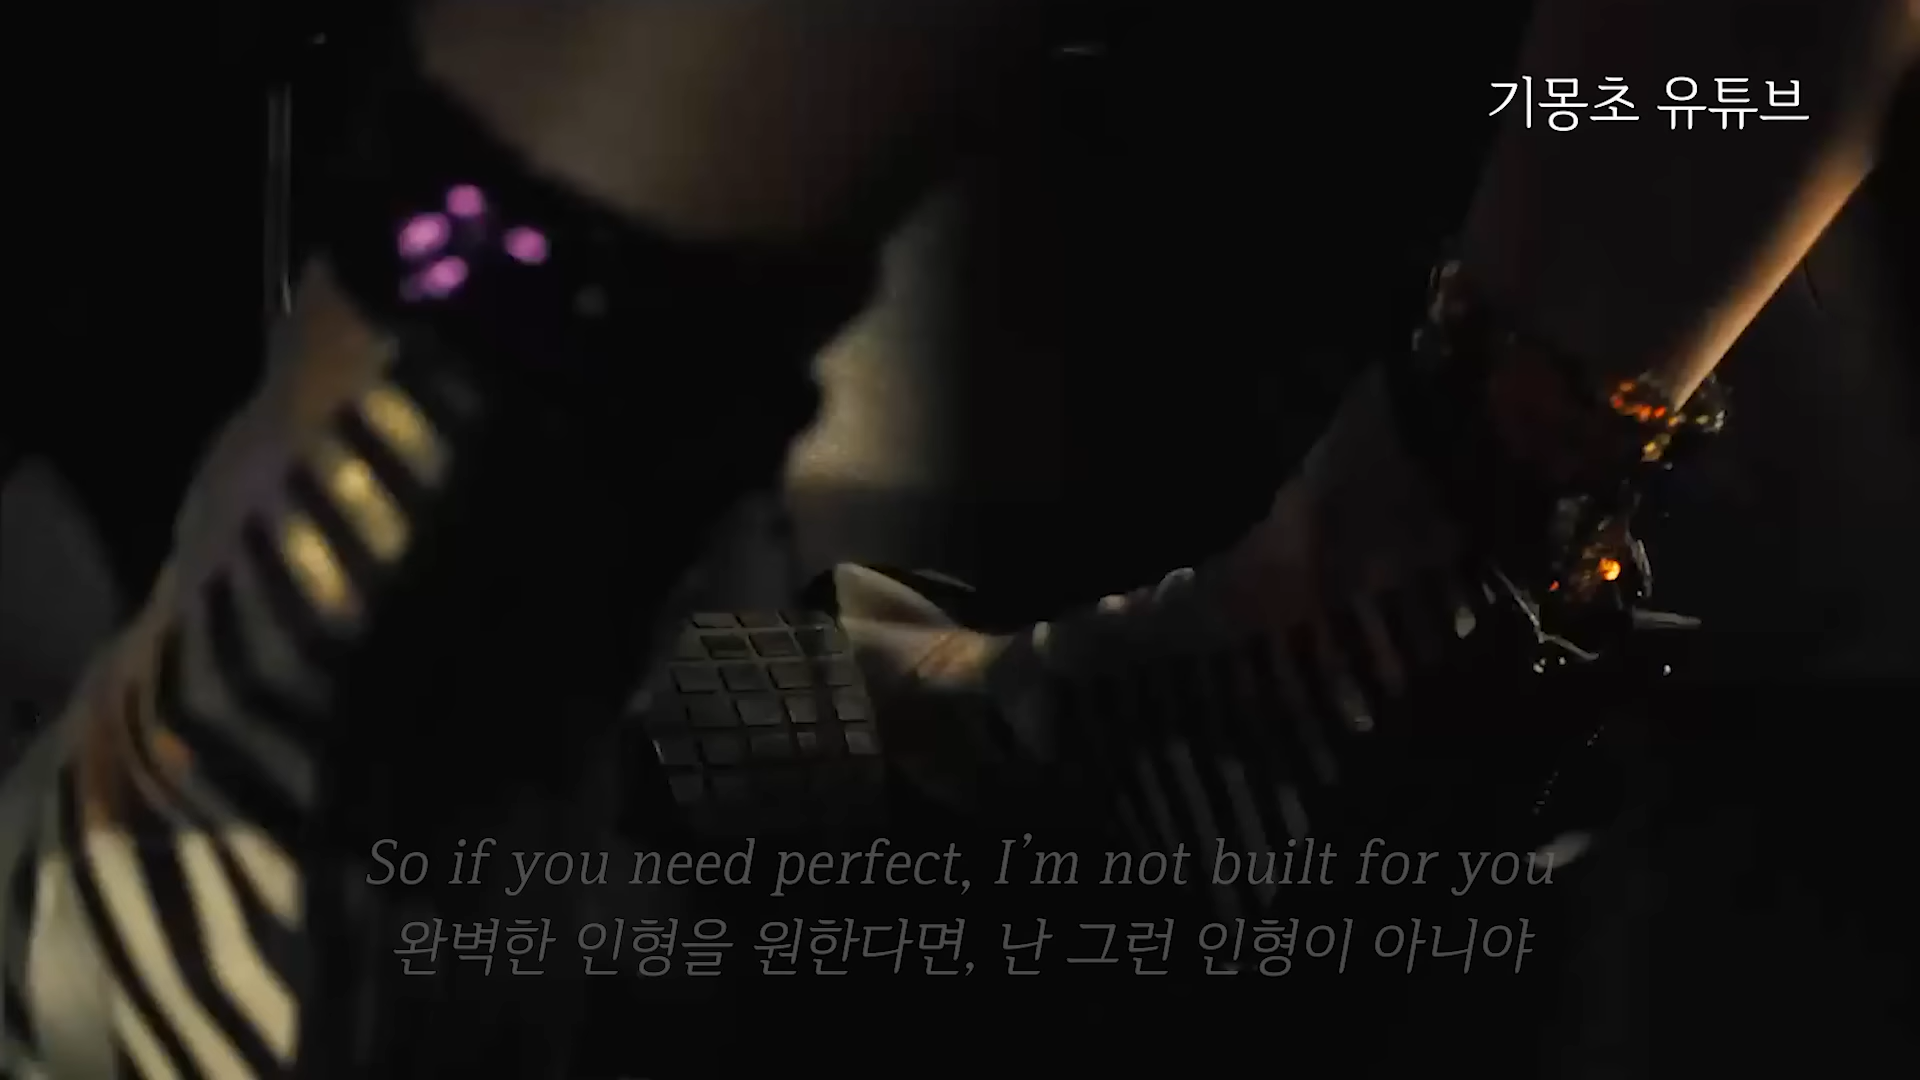 기몽초 유튜브
So if you need perfect, I’m not built for you
완벽한 인형을 원한다면, 난 그런 인형이 아니야